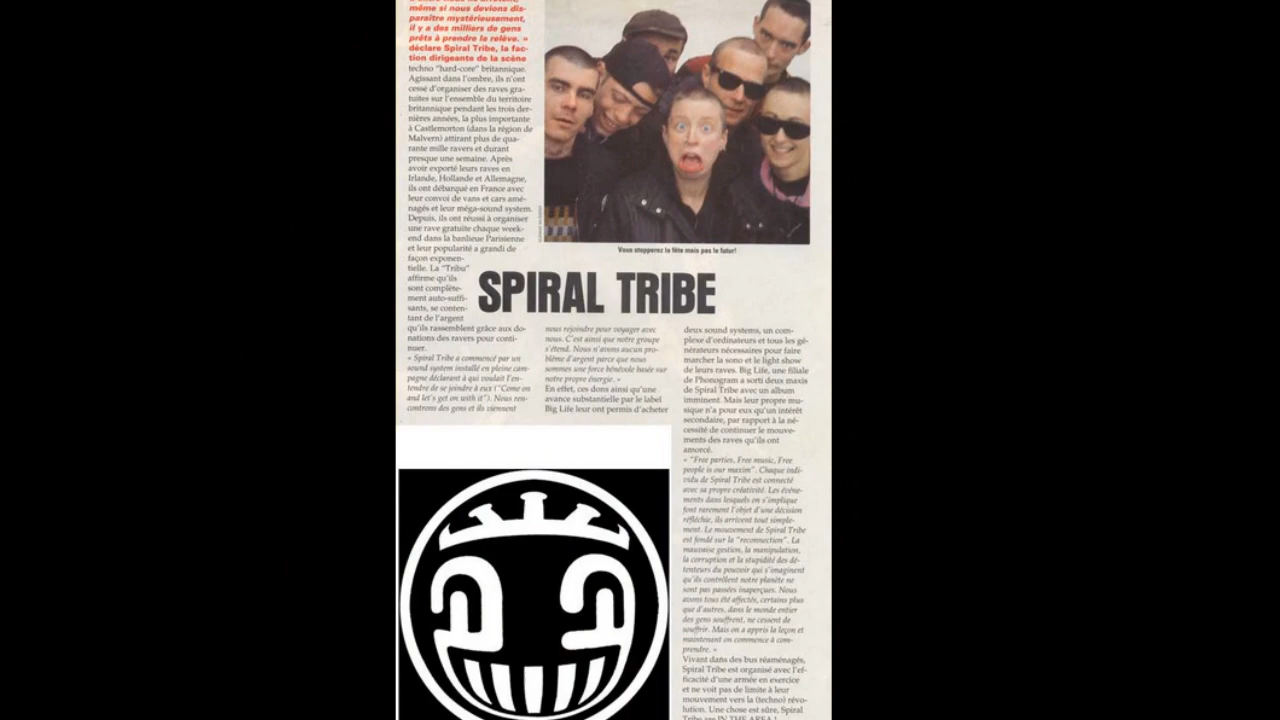 même si nous devions dis-
paraître mystérieusement,
il y a des milliers de gens
prêts à prendre la relève. »
déclare Spiral Tribe, la fac-
tion dirigeante de la scène
techno "hard-core" britannique.
Agissant dans l'ombre, ils n'ont
cessé d'organiser des raves gra-
tuites sur l'ensemble du territoire
britannique pendant les trois der-
nières années, la plus importante
à Castlemorton (dans la région de
Malvern) attirant plus de qua-
rante mille ravers et durant
presque une semaine. Après
avoir exporté leurs raves en
Irlande, Hollande et Allemagne,
ils ont débarqué en France avec
leur convoi de vans et cars amé-
nagés et leur méga-sound system.
Depuis, ils ont réussi à organiser
une rave gratuite chaque week-
end dans la banlieue Parisienne
et leur popularité a grandi de
façon exponen-
tielle. La "Tribu"
affirme qu'ils
sont complète-
ment auto-suffi-
sants, se conten-
tant de l'argent
qu'ils rassemblent grâce aux do-
nations des ravers pour conti-
nuer.
« Spiral Tribe a commencé par un
sound system installé en pleine cam-
pagne déclarant à qui voulait l'en-
tendre de se joindre à eux ("Come on
and let's get on with it"). Nous ren-
controns des gens et ils viennent
Vous stopperez la fête mais pas le futur!
SPIRAL TRIBE
nous rejoindre pour voyager avec
nous. C'est ainsi que notre groupe
s'étend. Nous n'avons aucun pro-
blème d'argent parce que nous
sommes une force bénévole basée sur
notre propre énergie. »
En effet, ces dons ainsi qu'une
avance substantielle par le label
Big Life leur ont permis d'acheter
deux sound systems, un com-
plexe d'ordinateurs et tous les gé-
nérateurs nécessaires pour faire
marcher la sono et le light show
de leurs raves. Big Life, une filiale
de Phonogram a sorti deux maxis
de Spiral Tribe avec un album
imminent. Mais leur propre mu-
sique n'a pour eux qu'un intérêt
secondaire, par rapport à la né-
cessité de continuer le mouve-
ments des raves qu'ils ont
amorcé.
« "Free parties, Free music, Free
people is our maxim". Chaque indi-
vidu de Spiral Tribe est connecté
avec sa propre créativité. Les évène-
ments dans lesquels on s'implique
font rarement l'objet d'une décision
réfléchie, ils arrivent tout simple-
ment. Le mouvement de Spiral Tribe
est fondé sur la "reconnection". La
mauvaise gestion, la manipulation,
la corruption et la stupidité des dé-
tenteurs du pouvoir qui s'imaginent
qu'ils contrôlent notre planète ne
sont pas passées inaperçues. Nous
avons tous été affectés, certains plus
que d'autres, dans le monde entier
des gens souffrent, ne cessent de
souffrir. Mais on a appris la leçon et
maintenant on commence à com-
prendre. »
Vivant dans des bus réaménagés,
Spiral Tribe est organisé avec l'ef-
ficacité d'une armée en exercice
et ne voit pas de limite à leur
mouvement vers la (techno) révo-
lution. Une chose est sûre, Spiral
Tribe are IN THE AREA !